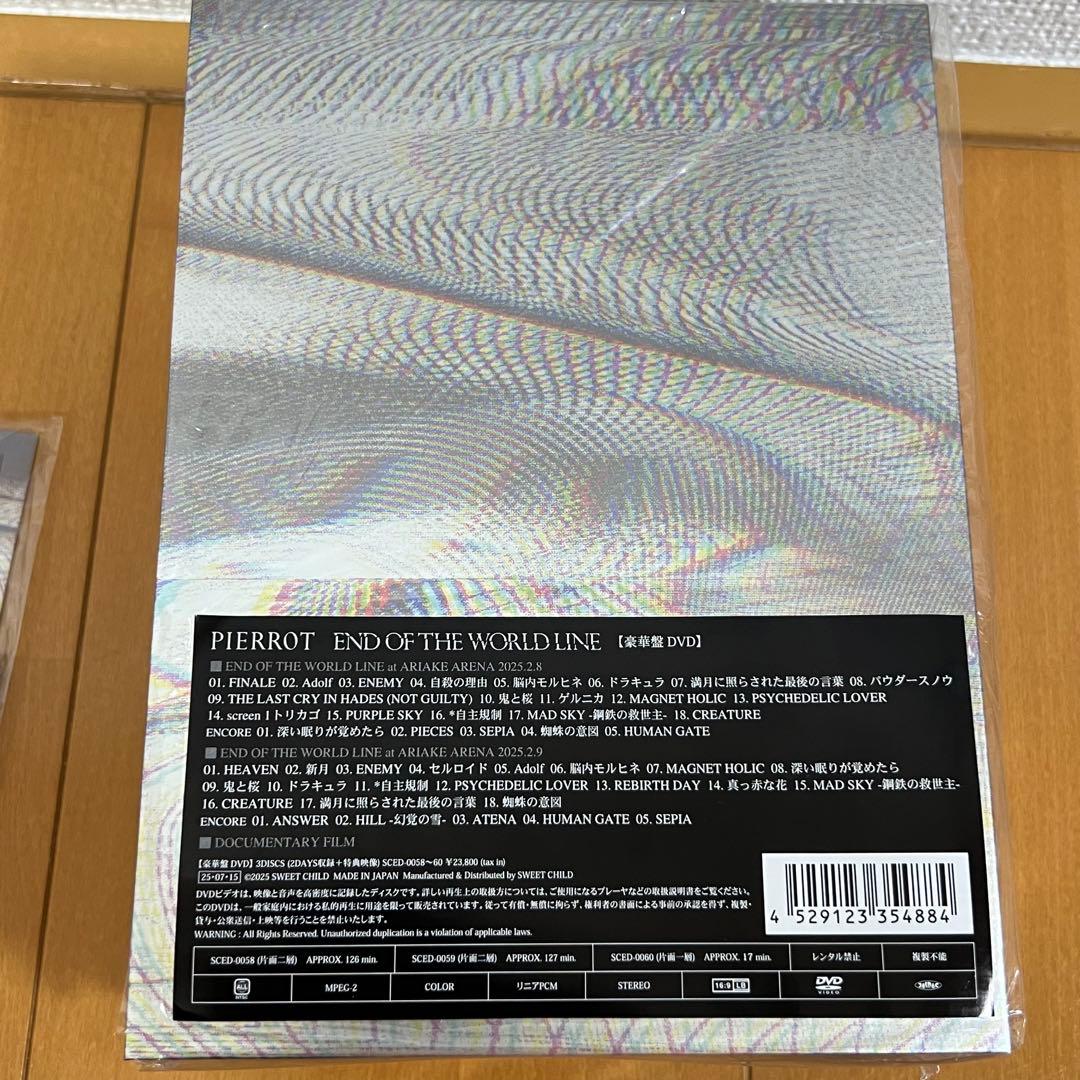 PIERROT END OF THE WORLD LINE 【豪華盤 DVD】
END OF THE WORLD LINE at ARIAKE ARENA 2025.2.8
01. FINALE 02. Adolf 03. ENEMY 04. 自殺の理由 05. 脳内モルヒネ 06. ドラキュラ 07. 満月に照らされた最後の言葉 08. パウダースノウ
09. THE LAST CRY IN HADES (NOT GUILTY) 10. 鬼と桜 11. ゲルニカ 12. MAGNET HOLIC 13. PSYCHEDELIC LOVER
14. screen 1トリカゴ 15. PURPLE SKY 16. *自主規制 17. MAD SKY -鋼鉄の救世主- 18. CREATURE
ENCORE 01. 深い眠りが覚めたら 02. PIECES 03. SEPIA 04. 蜘蛛の意図 05. HUMAN GATE
END OF THE WORLD LINE at ARIAKE ARENA 2025.2.9
01. HEAVEN 02. 新月 03. ENEMY 04. セルロイド 05. Adolf 06. 脳内モルヒネ 07. MAGNET HOLIC 08. 深い眠りが覚めたら
09. 鬼と桜 10. ドラキュラ 11. *自主規制 12. PSYCHEDELIC LOVER 13. REBIRTH DAY 14. 真っ赤な花 15. MAD SKY -鋼鉄の救世主-
16. CREATURE 17. 満月に照らされた最後の言葉 18. 蜘蛛の意図
ENCORE 01. ANSWER 02. HILL -幻覚の雪- 03. ATENA 04. HUMAN GATE 05. SEPIA
DOCUMENTARY FILM
【豪華盤 DVD】3DISCS (2DAYS収録+特典映像) SCED-0058〜60 ¥23,800 (tax in)
25・07・15 ©2025 SWEET CHILD MADE IN JAPAN Manufactured & Distributed by SWEET CHILD
DVDビデオは、映像と音声を高密度に記録したディスクです。詳しい再生上の取扱方については、ご使用になるプレーヤなどの取扱説明書をご覧ください。
このDVDは、一般家庭内における私的再生に用途を限って販売されています。従って有償・無償に拘らず、権利者の書面による事前の承認を得ず、複製・
貸与・公衆送信・上映等を行うことを禁止いたします。
WARNING : All Rights Reserved. Unauthorized duplication is a violation of applicable laws.
4 529123 354884
SCED-0058 (片面二層) APPROX. 126 min. SCED-0059 (片面二層) APPROX. 127 min. SCED-0060 (片面一層) APPROX. 17 min. レンタル禁止 複製不能
ALL NTSC MPEG-2 COLOR リニアPCM STEREO 16:9 LB DVD VIDEO